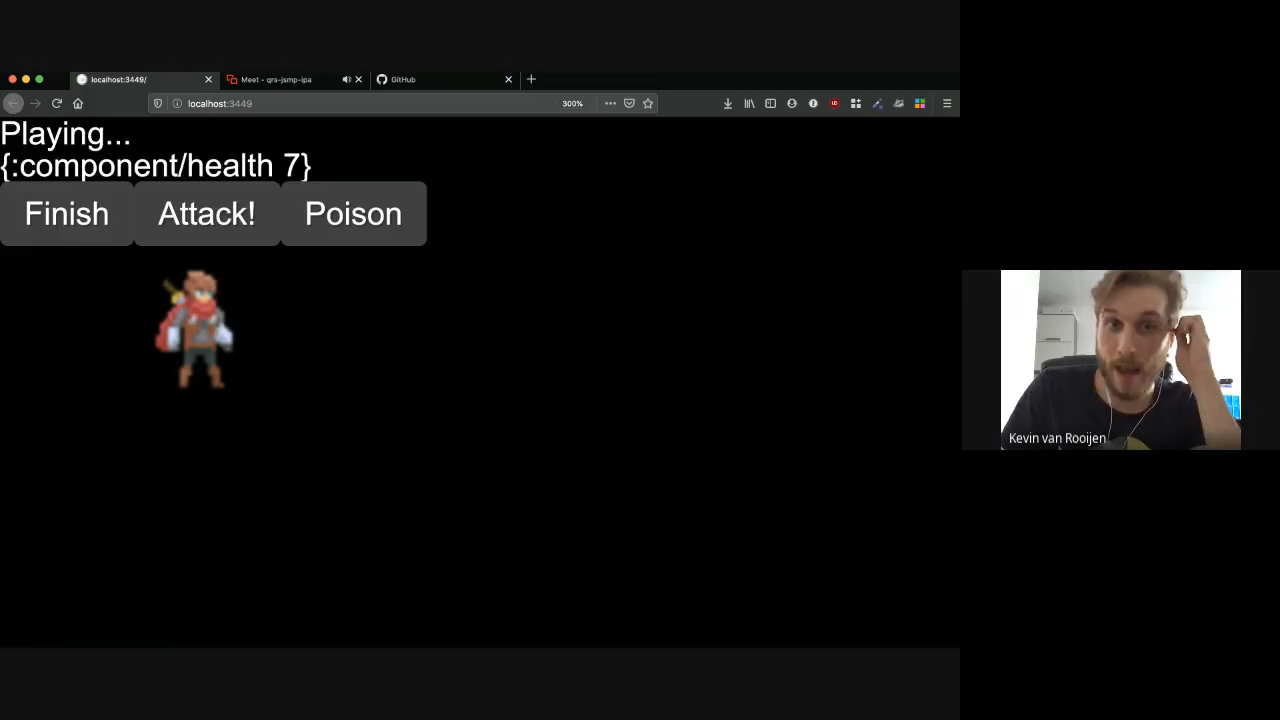 localhost:3449/
Meet - qrs-jsmp-ipa
GitHub
localhost:3449
300%
Playing...
{:component/health 7}
Finish
Attack!
Poison
Kevin van Rooijen